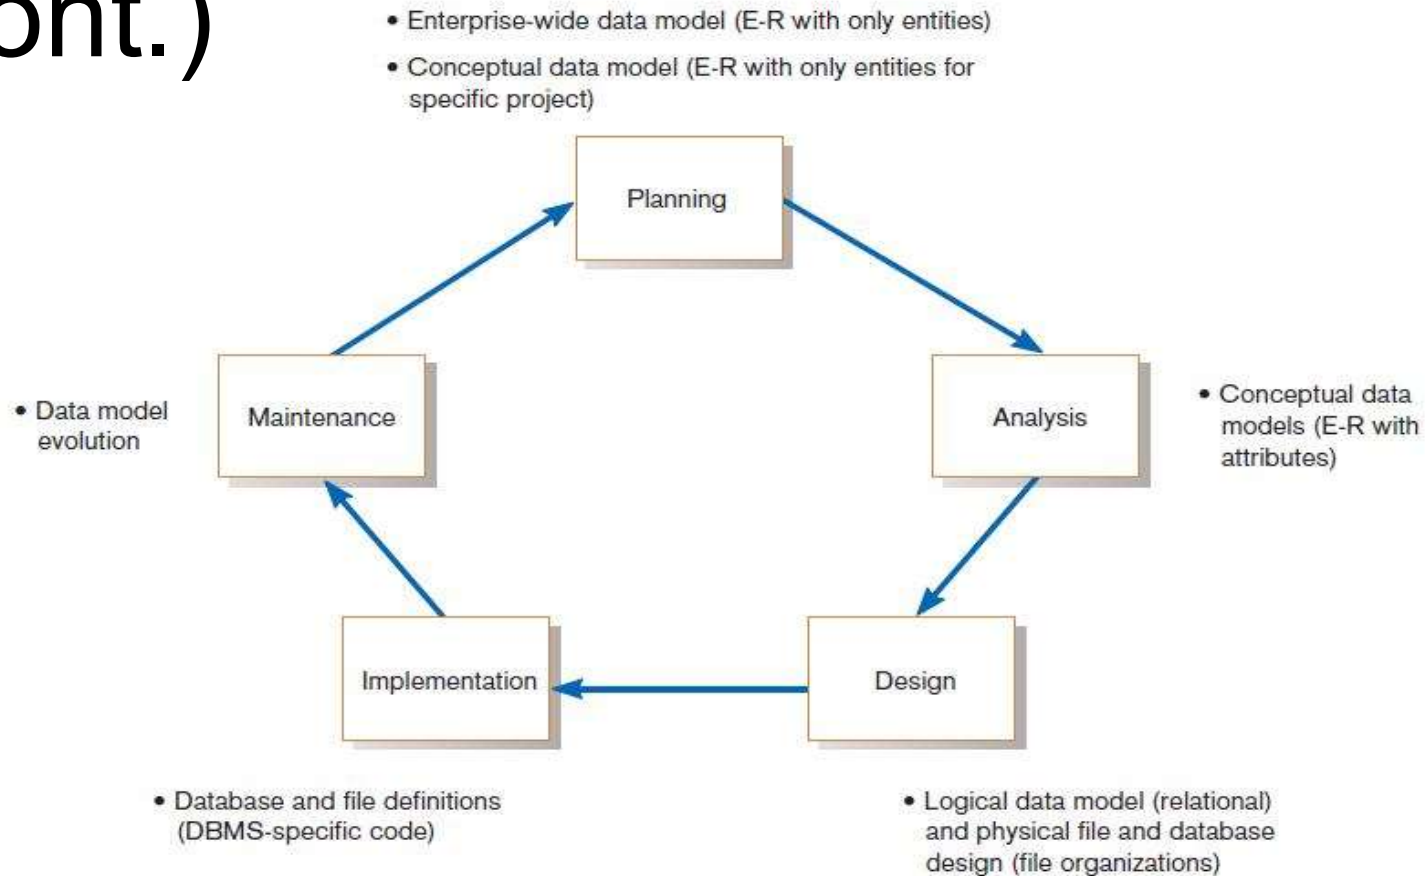 ont.)
• Enterprise-wide data model (E-R with only entities)
• Conceptual data model (E-R with only entities for
specific project)
Planning
Maintenance
• Data model
evolution
Analysis
• Conceptual data
models (E-R with
attributes)
Implementation
Design
• Database and file definitions
(DBMS-specific code)
• Logical data model (relational)
and physical file and database
design (file organizations)